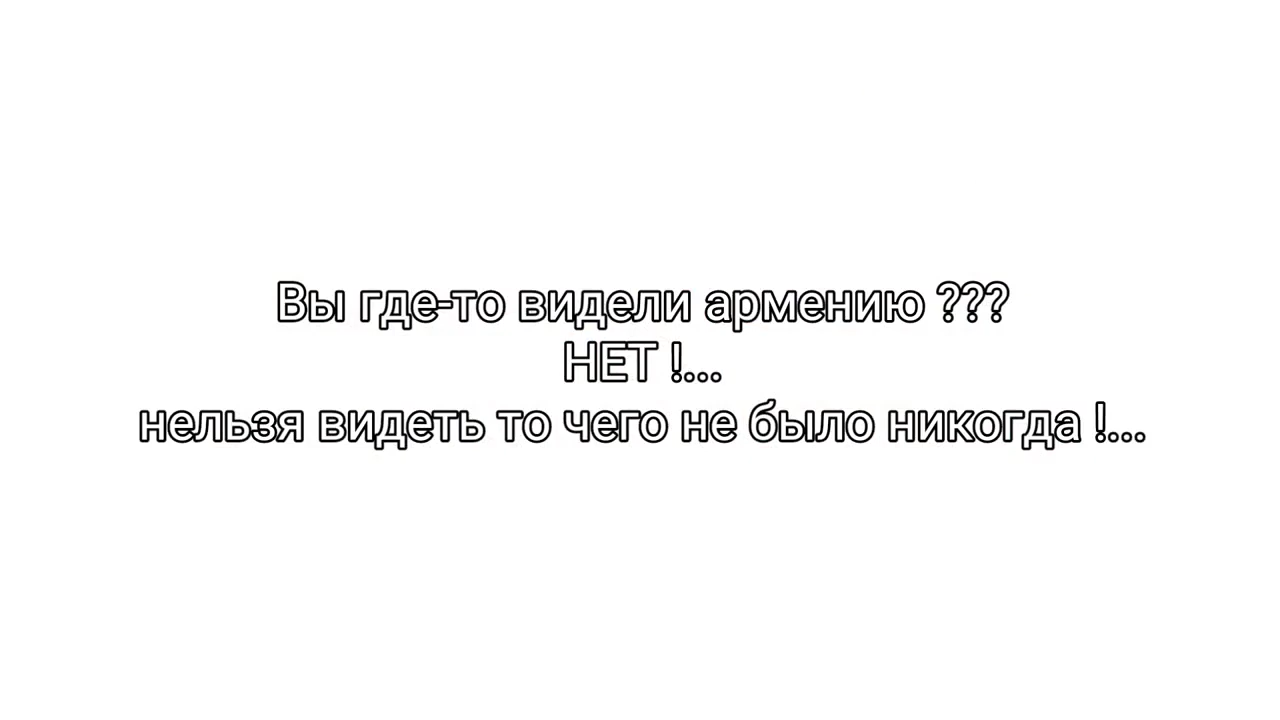 Вы где-то видели армению ???
НЕТ !...
нельзя видеть то чего не было никогда !...